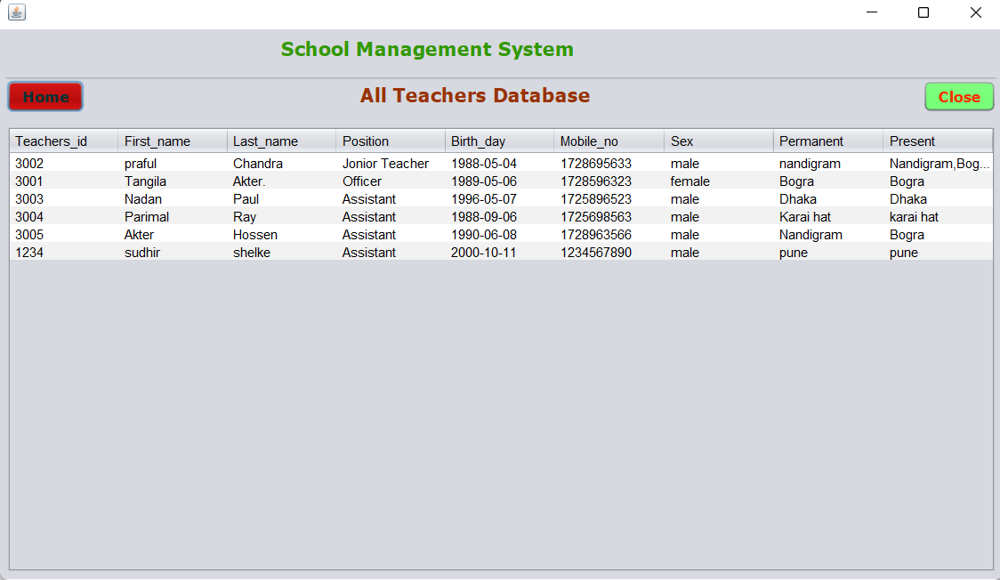 School Management System
Home All Teachers Database Close
Teachers_id First_name Last_name Position Birth_day Mobile_no Sex Permanent Present
3002 praful Chandra Jonior Teacher 1988-05-04 1728695633 male nandigram Nandigram,Bog...
3001 Tangila Akter. Officer 1989-05-06 1728596323 female Bogra Bogra
3003 Nadan Paul Assistant 1996-05-07 1725896523 male Dhaka Dhaka
3004 Parimal Ray Assistant 1988-09-06 1725698563 male Karai hat karai hat
3005 Akter Hossen Assistant 1990-06-08 1728963566 male Nandigram Bogra
1234 sudhir shelke Assistant 2000-10-11 1234567890 male pune pune